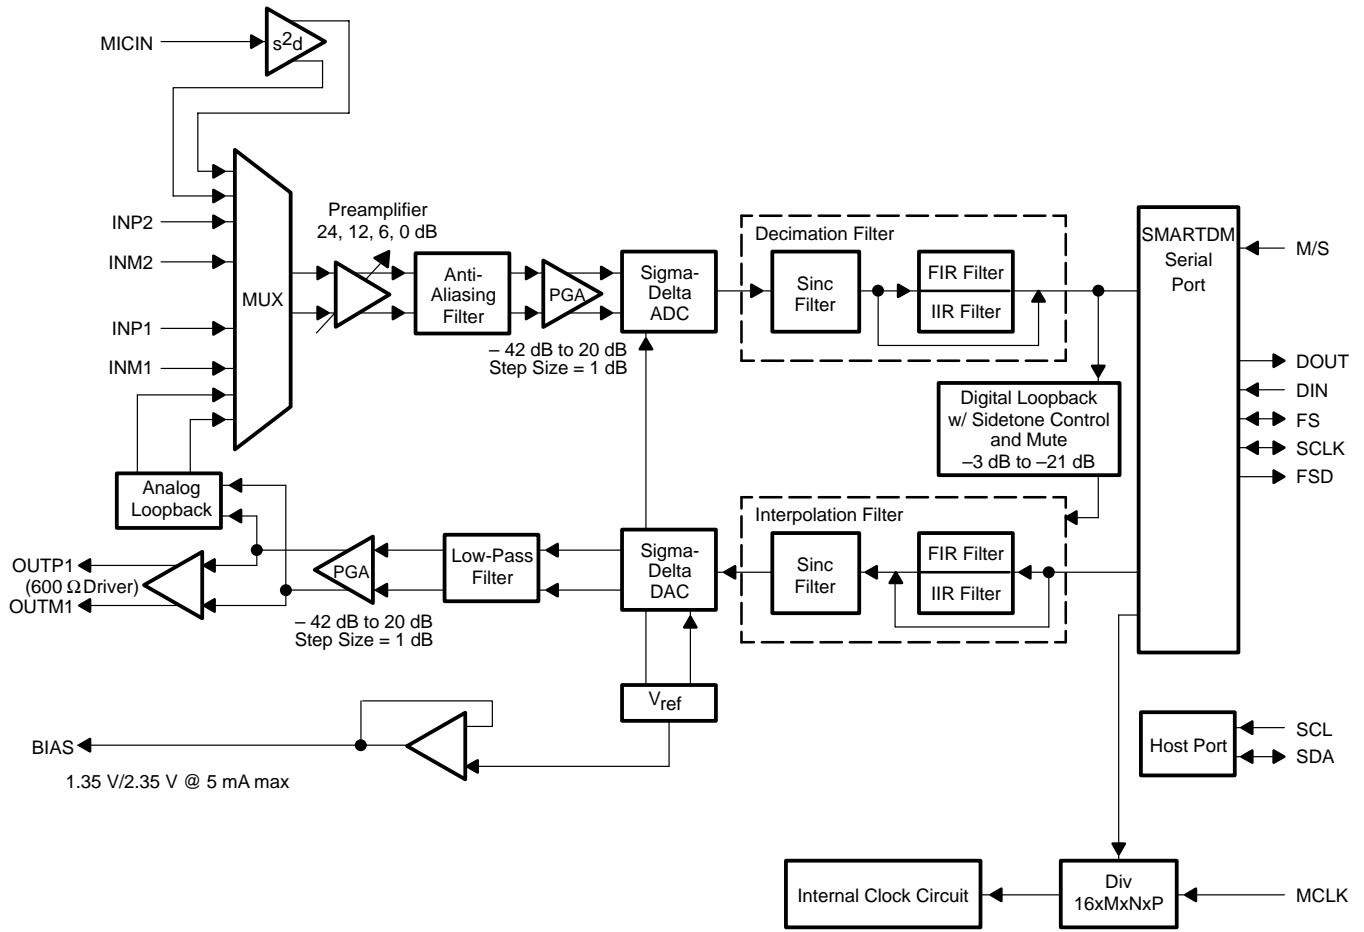 MICIN
s2d
INP2
INM2
INP1
INM1
MUX
Preamplifier
24, 12, 6, 0 dB
Anti-
Aliasing
Filter
PGA
– 42 dB to 20 dB
Step Size = 1 dB
Sigma-
Delta
ADC
Decimation Filter
Sinc
Filter
FIR Filter
IIR Filter
SMARTDM
Serial
Port
M/S
DOUT
DIN
FS
SCLK
FSD
Digital Loopback
w/ Sidetone Control
and Mute
–3 dB to –21 dB
Analog
Loopback
OUTP1
(600 Ω Driver)
OUTM1
PGA
– 42 dB to 20 dB
Step Size = 1 dB
Low-Pass
Filter
Sigma-
Delta
DAC
Interpolation Filter
Sinc
Filter
FIR Filter
IIR Filter
Vref
BIAS
1.35 V/2.35 V @ 5 mA max
Host Port
SCL
SDA
Internal Clock Circuit
Div
16xMxNxP
MCLK